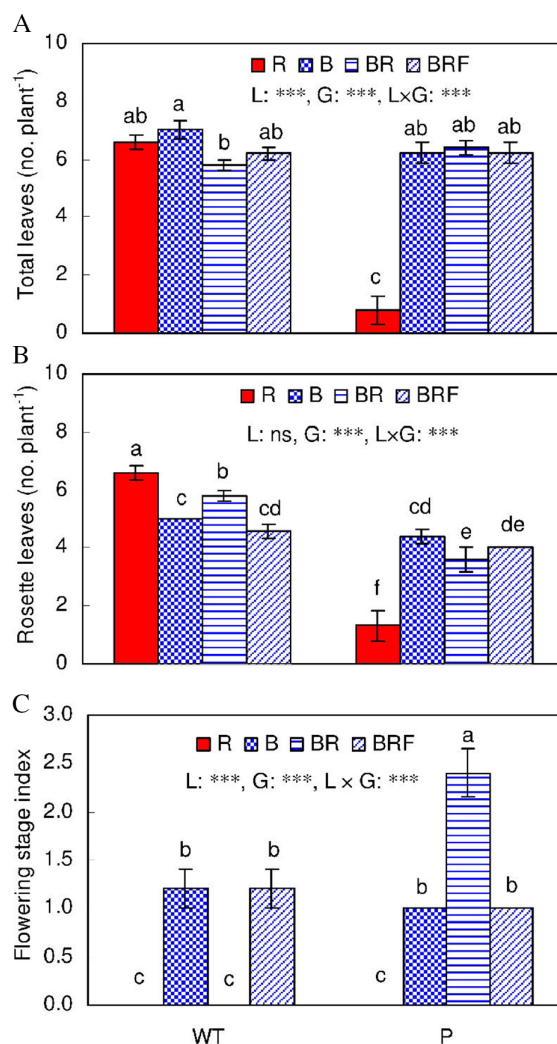 A
Total leaves (no. plant-1)
10
8
6
4
2
0
R B BR BRF
L: ***, G: ***, L×G: ***
ab
a
b
ab
c
ab
ab
ab
B
Rosette leaves (no. plant-1)
10
8
6
4
2
0
R B BR BRF
L: ns, G: ***, L×G: ***
a
c
b
cd
f
cd
e
de
C
Flowering stage index
3.0
2.5
2.0
1.5
1.0
0.5
0.0
R B BR BRF
L: ***, G: ***, L × G: ***
c
b
c
b
c
b
a
b
WT P